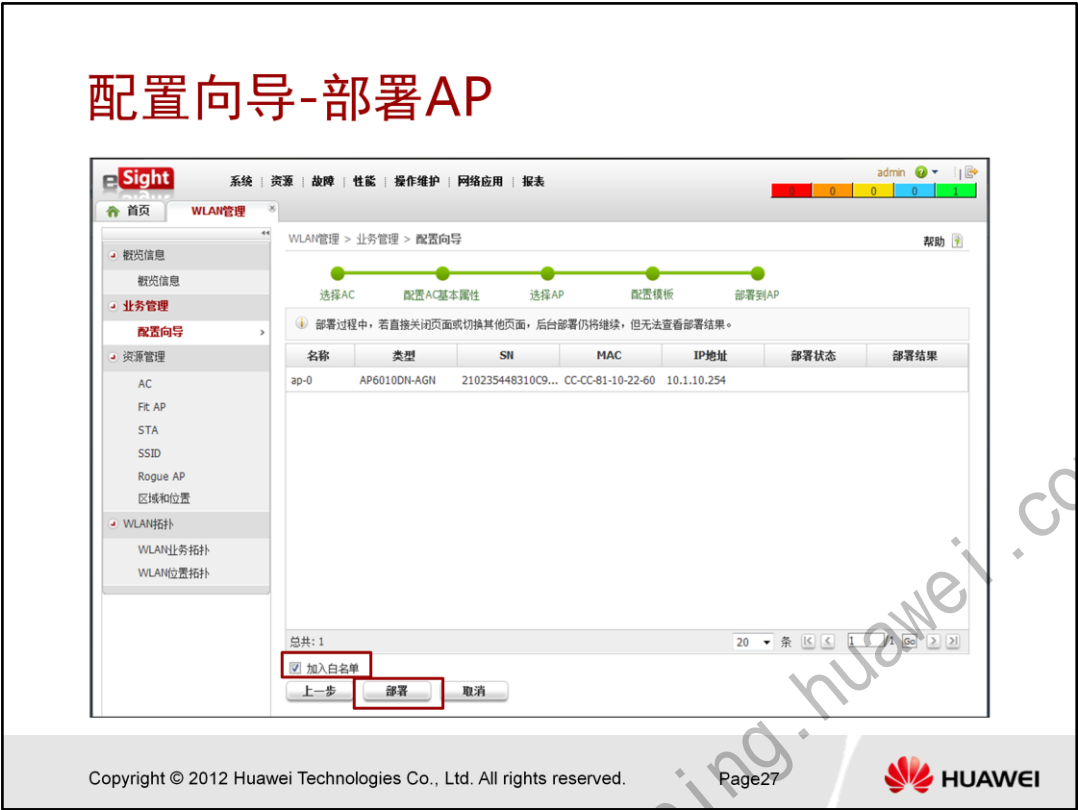 配置向导-部署AP
eSight
系统 | 资源 | 故障 | 性能 | 操作维护 | 网络应用 | 报表
admin
0 0 0 0 1
首页 WLAN管理
WLAN管理 > 业务管理 > 配置向导
帮助
概览信息
概览信息
业务管理
配置向导
资源管理
AC
Fit AP
STA
SSID
Rogue AP
区域和位置
WLAN拓扑
WLAN业务拓扑
WLAN位置拓扑
选择AC 配置AC基本属性 选择AP 配置模板 部署到AP
部署过程中，若直接关闭页面或切换其他页面，后台部署仍将继续，但无法查看部署结果。
名称 类型 SN MAC IP地址 部署状态 部署结果
ap-0 AP6010DN-AGN 210235448310C9... CC-CC-81-10-22-60 10.1.10.254
总共: 1
20 条 1 /1 Go
加入白名单
上一步 部署 取消
ing.huawei.co
Copyright © 2012 Huawei Technologies Co., Ltd. All rights reserved.
Page27
HUAWEI